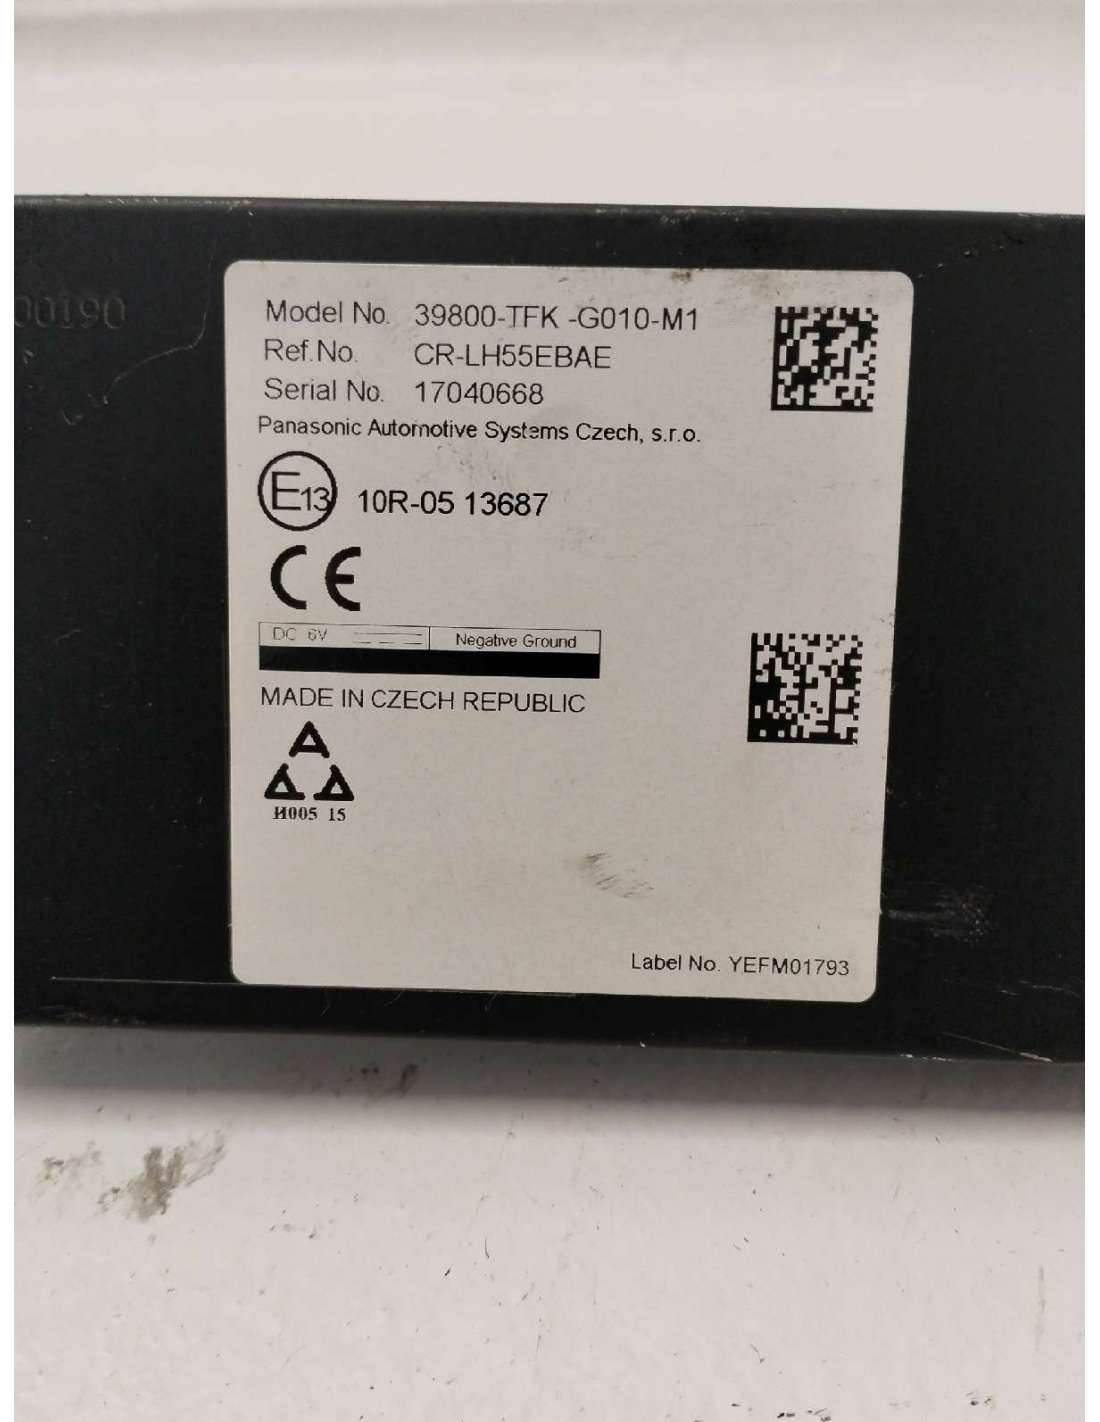 00190
Model No. 39800-TFK -G010-M1
Ref.No. CR-LH55EBAE
Serial No. 17040668
Panasonic Automotive Systems Czech, s.r.o.
E13 10R-05 13687
CE
DC 6V Negative Ground
MADE IN CZECH REPUBLIC
H005 15
Label No. YEFM01793